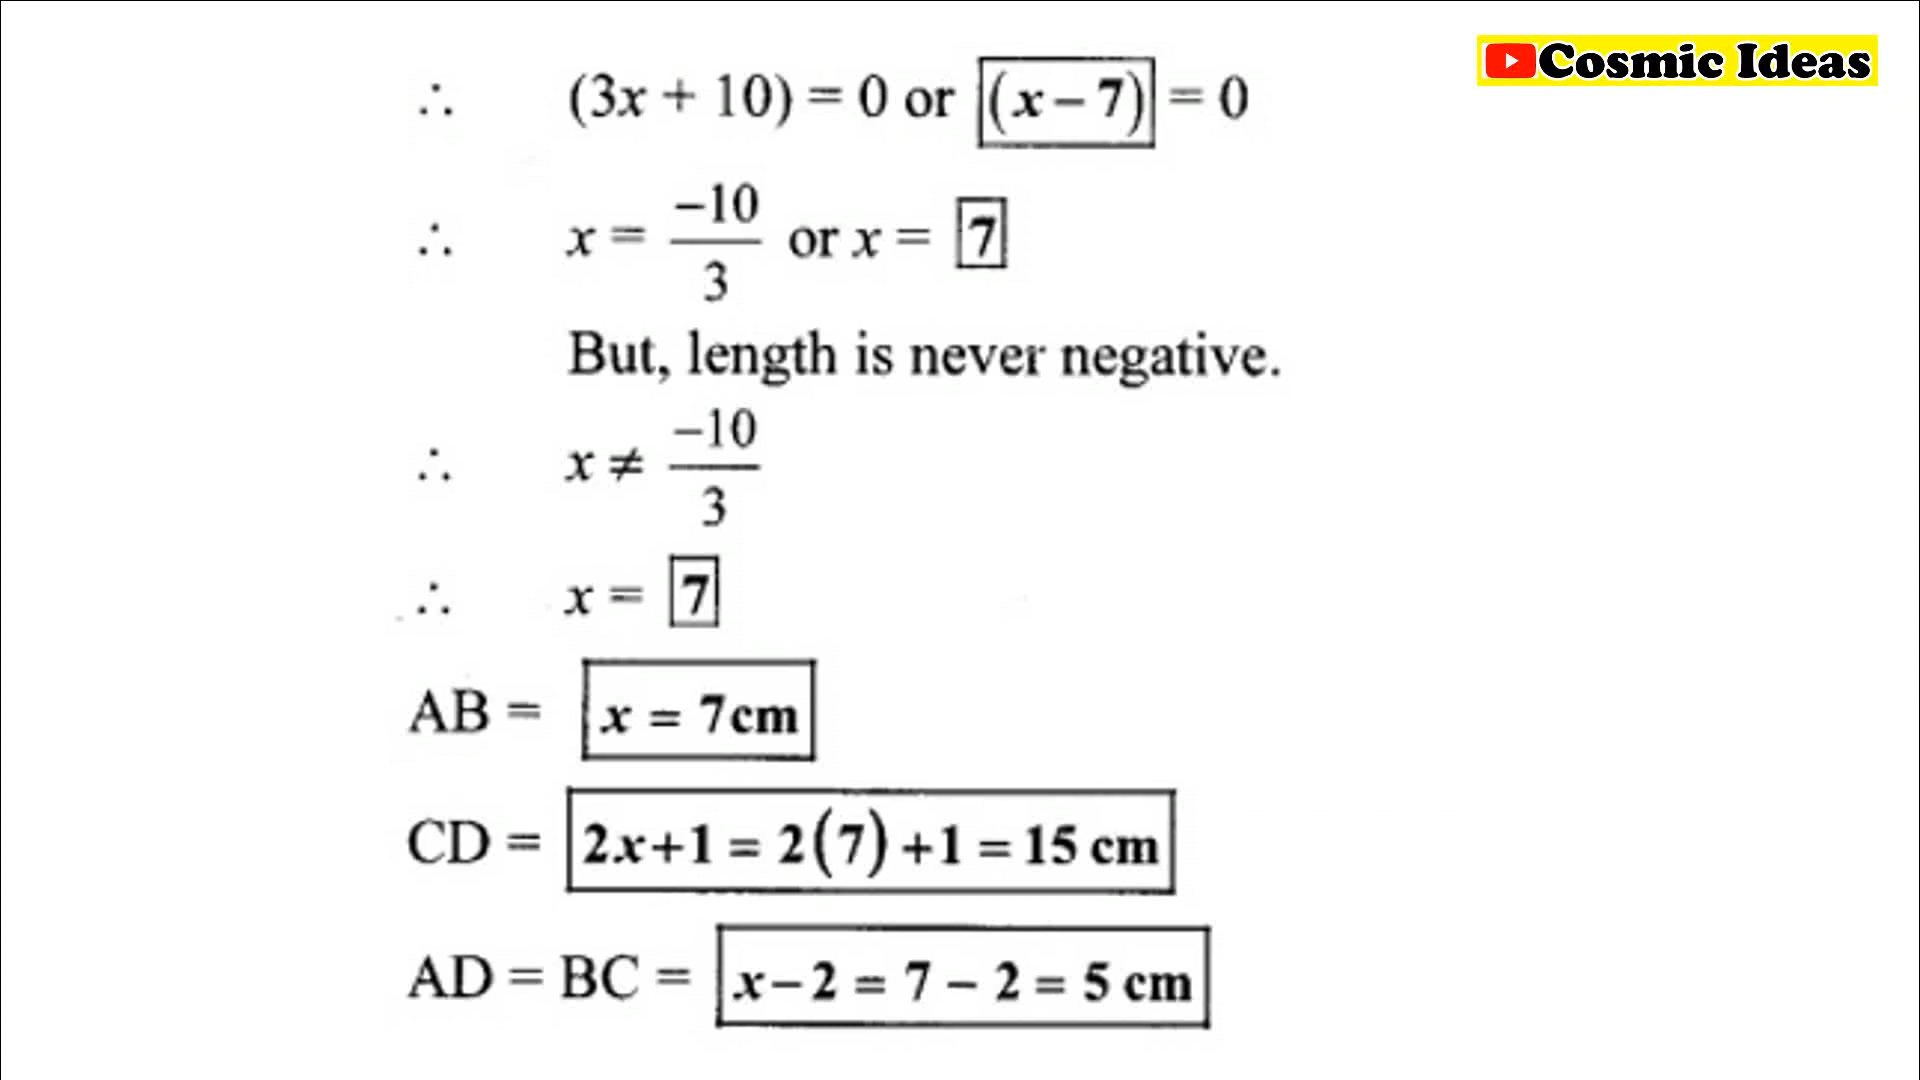 Cosmic Ideas
∴ (3x + 10) = 0 or (x – 7) = 0
∴ x = –10/3 or x = 7
But, length is never negative.
∴ x ≠ –10/3
∴ x = 7
AB = x = 7cm
CD = 2x+1 = 2(7) +1 = 15 cm
AD = BC = x–2 = 7 – 2 = 5 cm